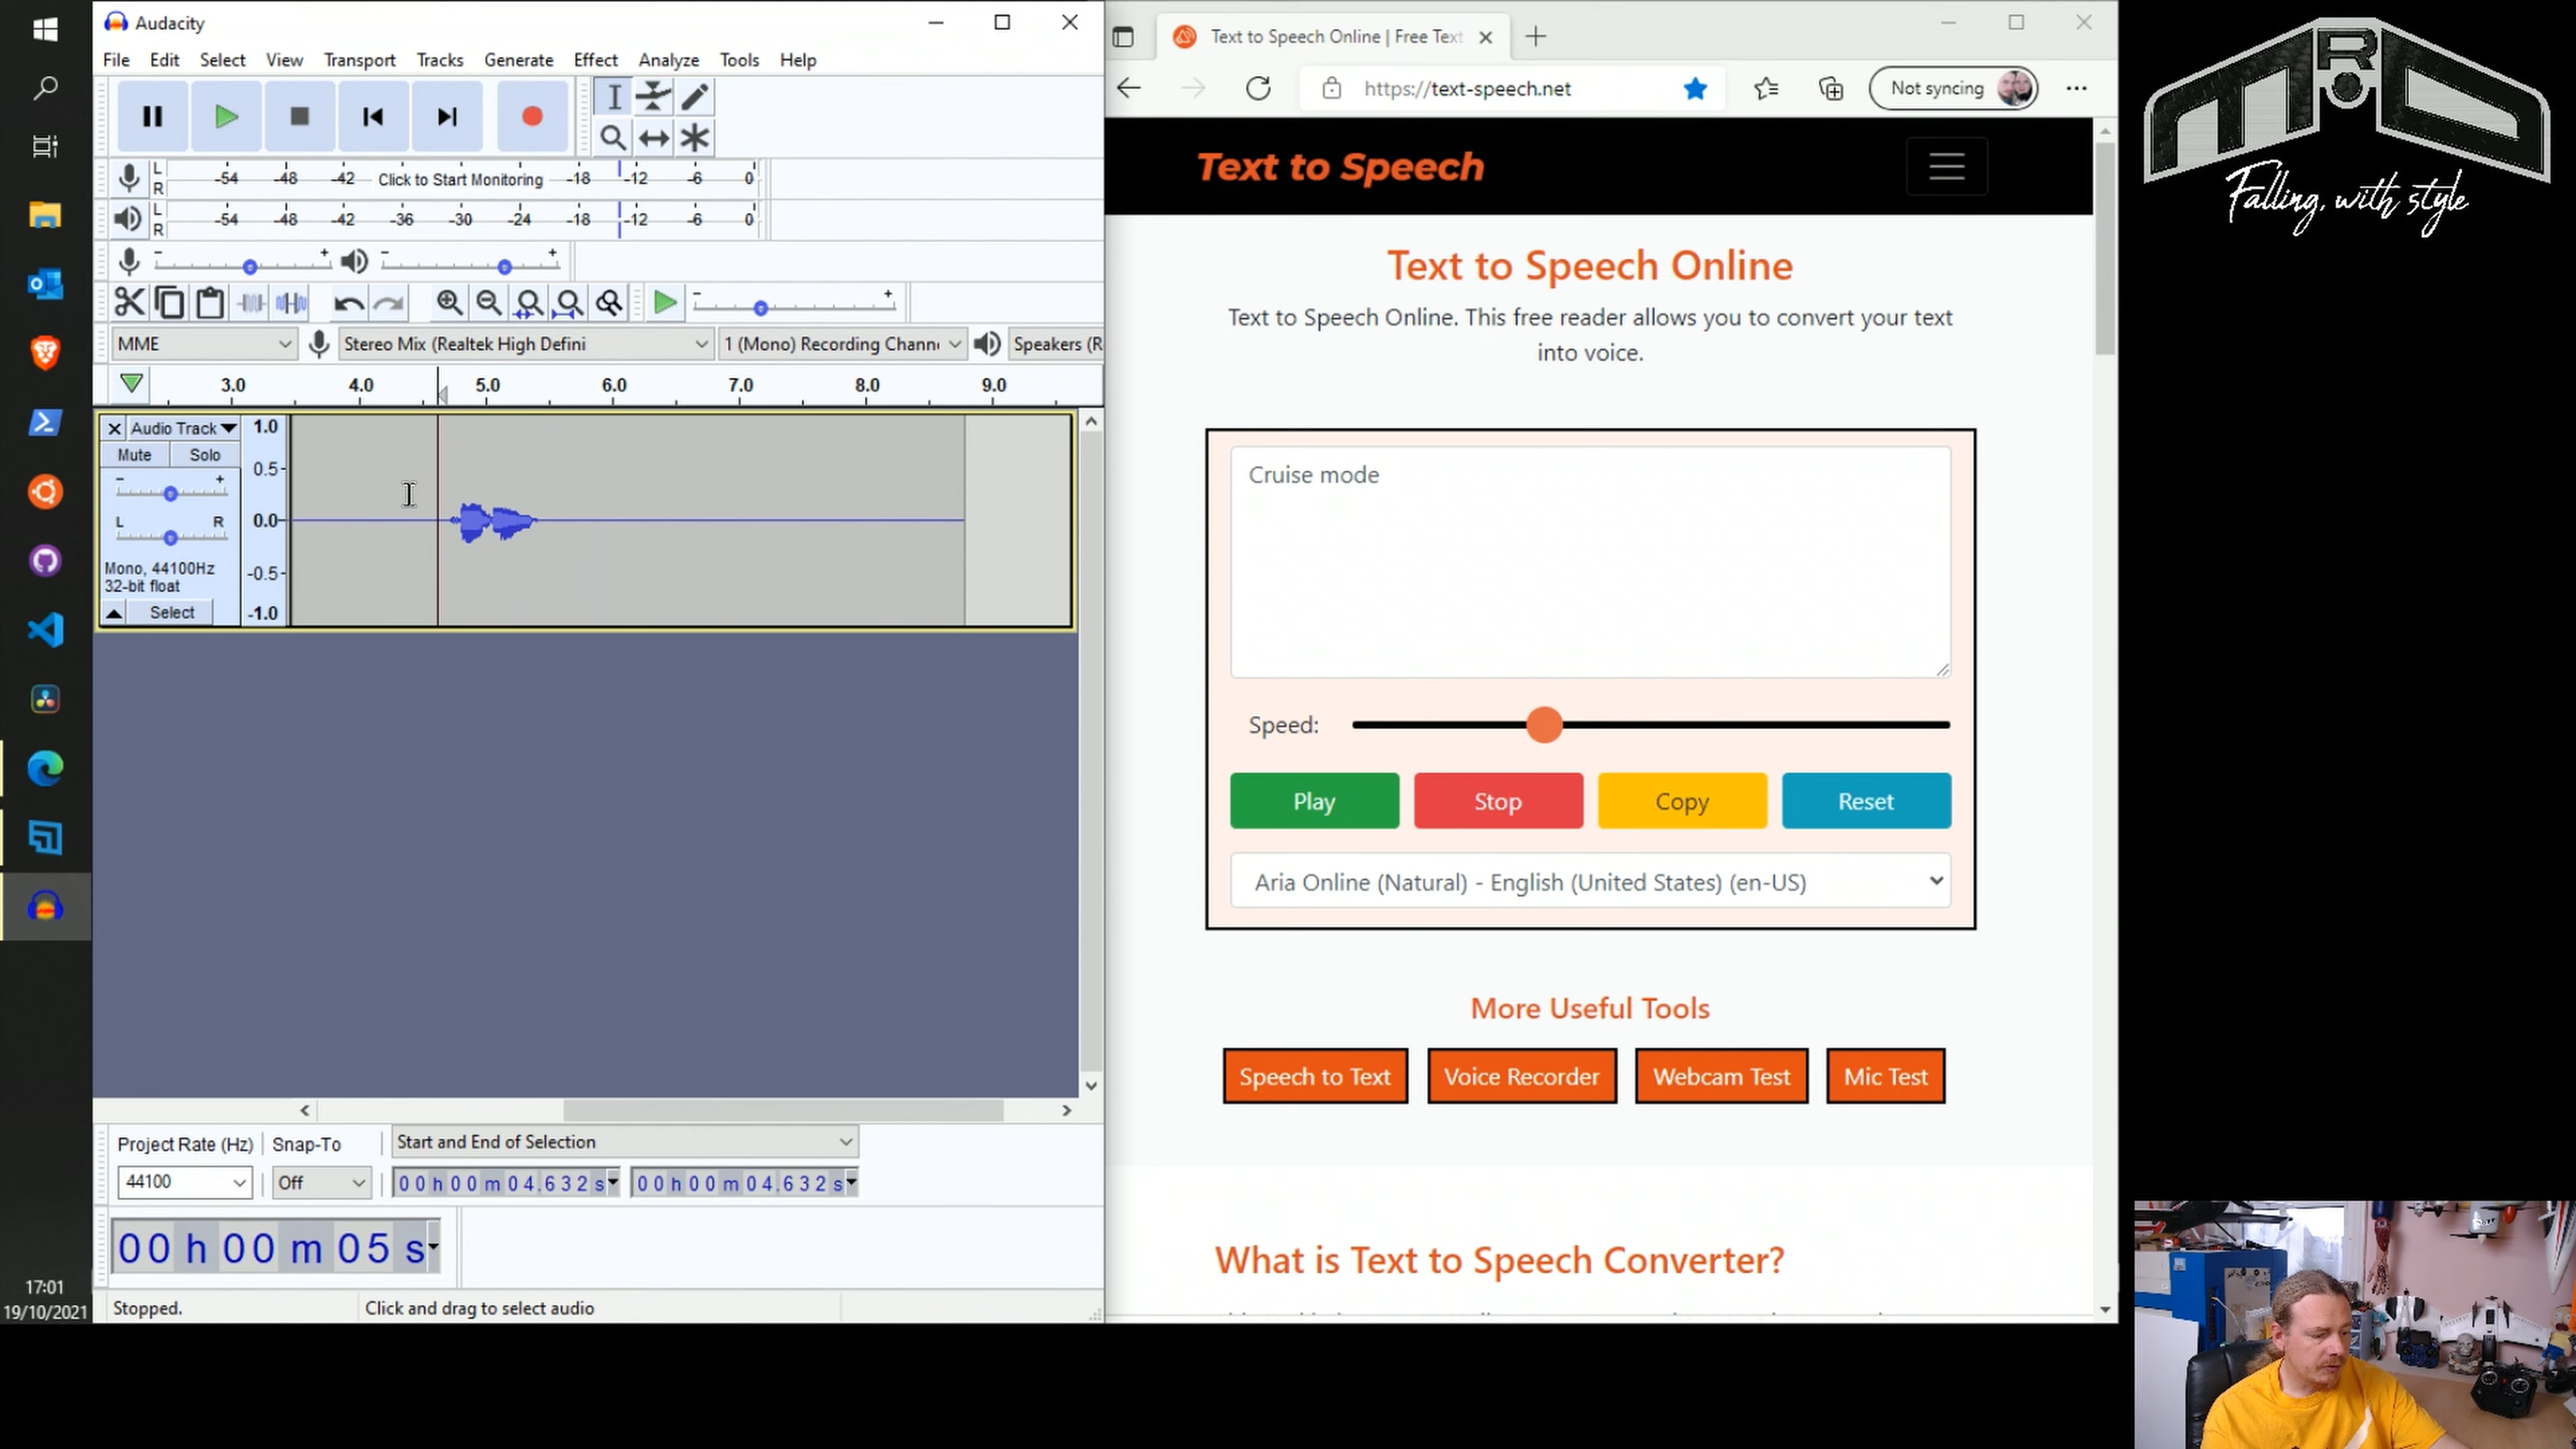 Audacity
File Edit Select View Transport Tracks Generate Effect Analyze Tools Help
L
R
-54 -48 -42 Click to Start Monitoring -18 -12 -6 0
L
R
-54 -48 -42 -36 -30 -24 -18 -12 -6 0
- + - +
- +
MME Stereo Mix (Realtek High Defini 1 (Mono) Recording Chann Speakers (R
3.0 4.0 5.0 6.0 7.0 8.0 9.0
Audio Track 1.0
Mute Solo
0.5-
- +
L R
0.0-
Mono, 44100Hz
32-bit float
-0.5-
Select
-1.0
Project Rate (Hz) Snap-To Start and End of Selection
44100 Off 00 h 00 m 04.632 s 00 h 00 m 04.632 s
00 h 00 m 05 s
Stopped. Click and drag to select audio
17:01
19/10/2021
Text to Speech Online | Free Text
https://text-speech.net
Not syncing
Text to Speech
Text to Speech Online
Text to Speech Online. This free reader allows you to convert your text
into voice.
Cruise mode
Speed:
Play Stop Copy Reset
Aria Online (Natural) - English (United States) (en-US)
More Useful Tools
Speech to Text Voice Recorder Webcam Test Mic Test
What is Text to Speech Converter?
Falling, with style